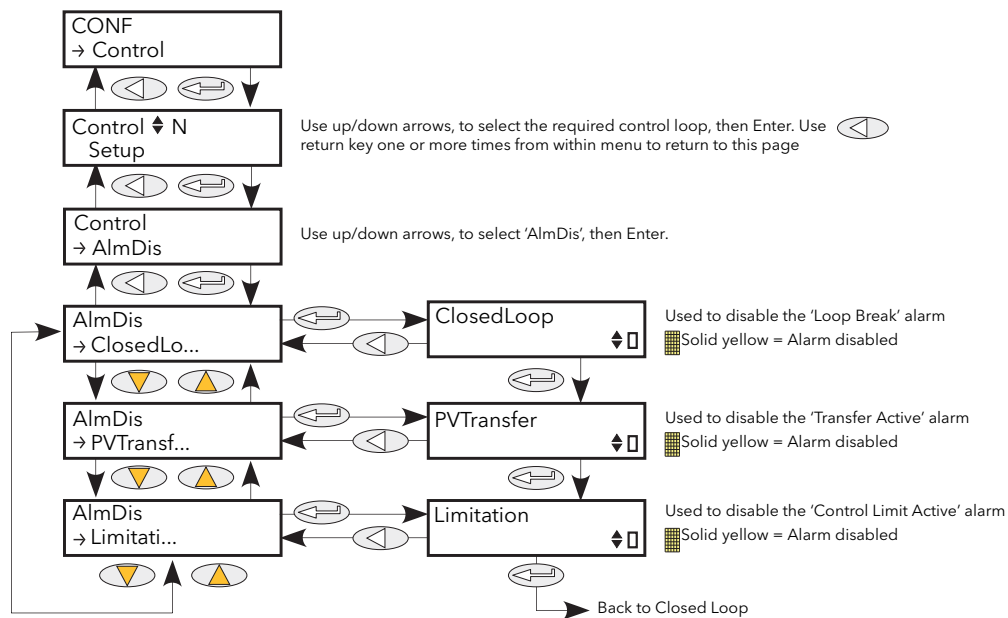 CONF
→ Control
Control ♦ N
Setup
Use up/down arrows, to select the required control loop, then Enter. Use
return key one or more times from within menu to return to this page
Control
→ AlmDis
Use up/down arrows, to select ‘AlmDis’, then Enter.
AlmDis
→ ClosedLo...
ClosedLoop
Used to disable the ‘Loop Break’ alarm
Solid yellow = Alarm disabled
AlmDis
→ PVTransf...
PVTransfer
Used to disable the ‘Transfer Active’ alarm
Solid yellow = Alarm disabled
AlmDis
→ Limitati...
Limitation
Used to disable the ‘Control Limit Active’ alarm
Solid yellow = Alarm disabled
Back to Closed Loop